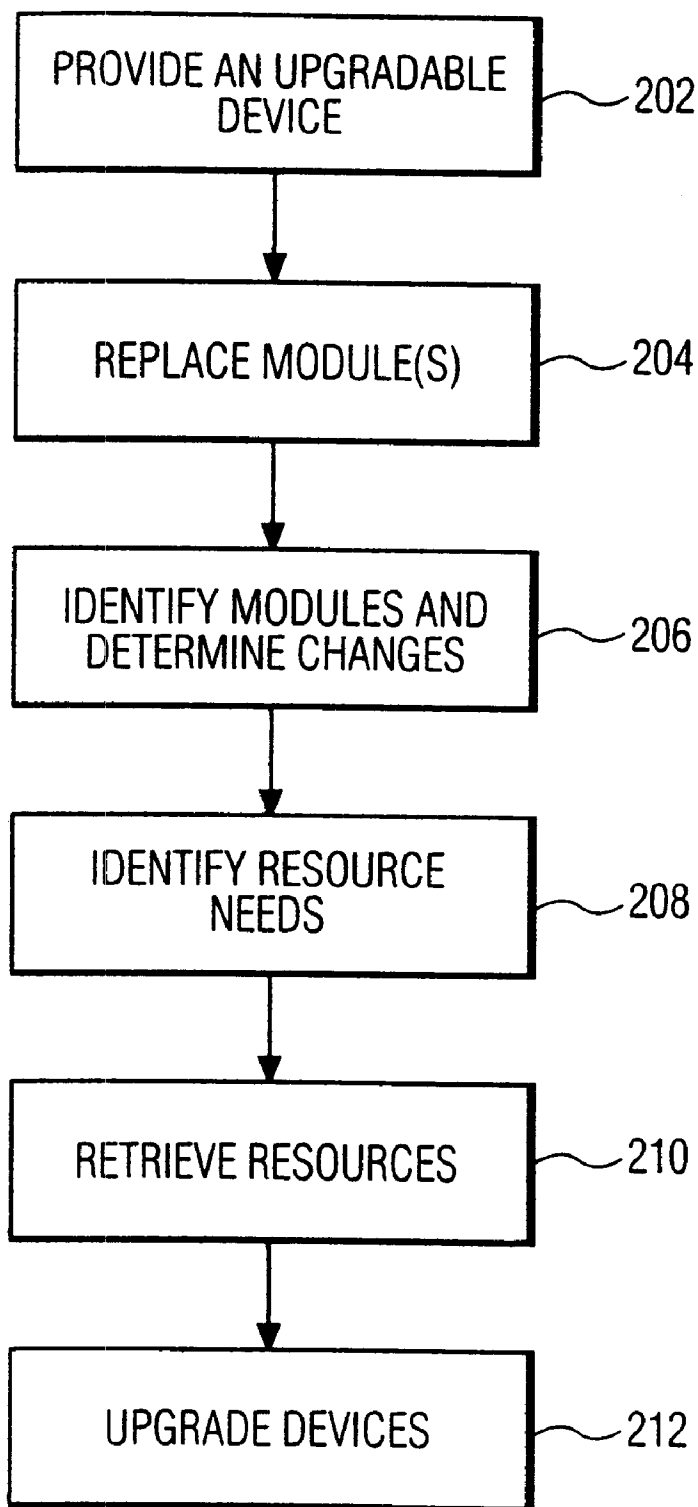 PROVIDE AN UPGRADABLE
DEVICE
202
REPLACE MODULE(S)
204
IDENTIFY MODULES AND
DETERMINE CHANGES
206
IDENTIFY RESOURCE
NEEDS
208
RETRIEVE RESOURCES
210
UPGRADE DEVICES
212